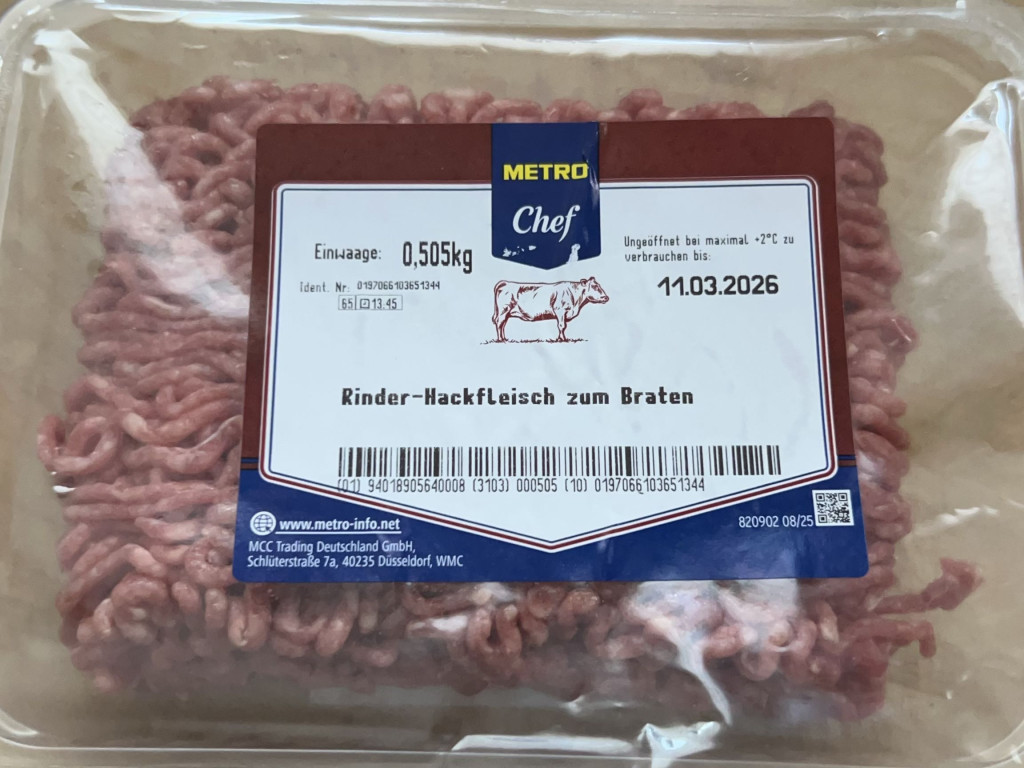 METRO
Chef
Einwaage: 0,505kg
Ident. Nr: 0197066103651344
65 13.45
Ungeöffnet bei maximal +2°C zu
verbrauchen bis:
11.03.2026
Rinder-Hackfleisch zum Braten
(01) 94018905640008 (3103) 000505 (10) 0197066103651344
www.metro-info.net
820902 08/25
MCC Trading Deutschland GmbH,
Schlüterstraße 7a, 40235 Düsseldorf, WMC